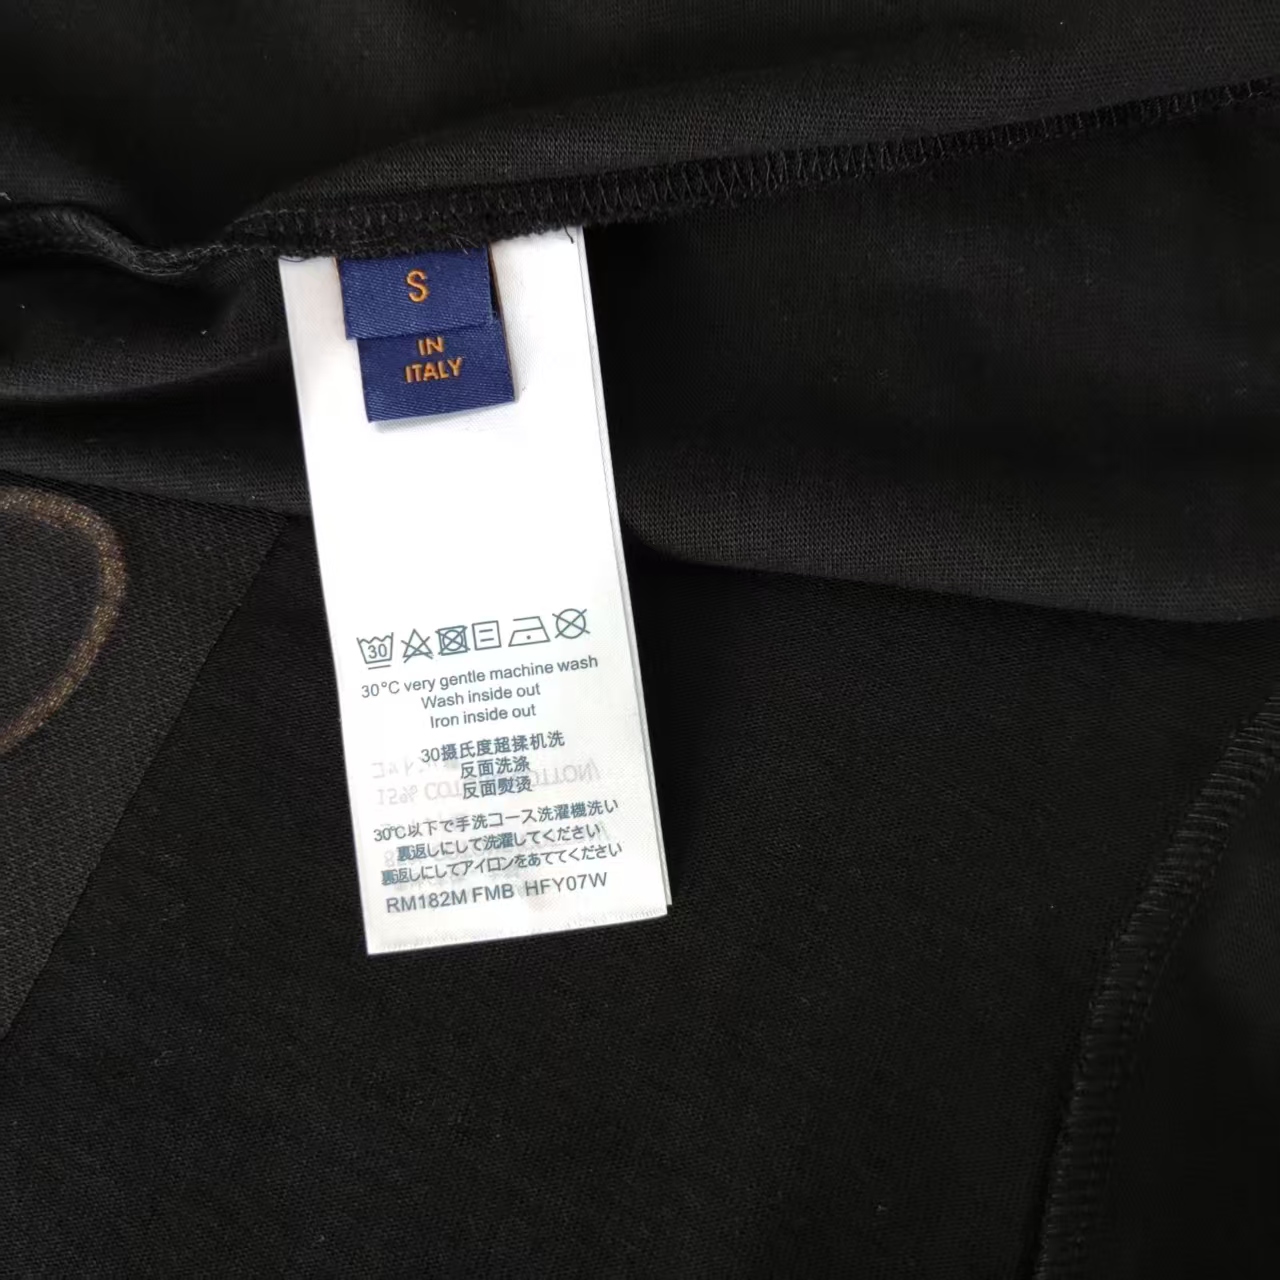 S
IN
ITALY
30
30°C very gentle machine wash
Wash inside out
Iron inside out
30摄氏度超揉机洗
反面洗涤
反面熨烫
30℃以下で手洗コース洗濯機洗い
裏返しにして洗濯してください
裏返しにしてアイロンをあててください
RM182M FMB HFY07W